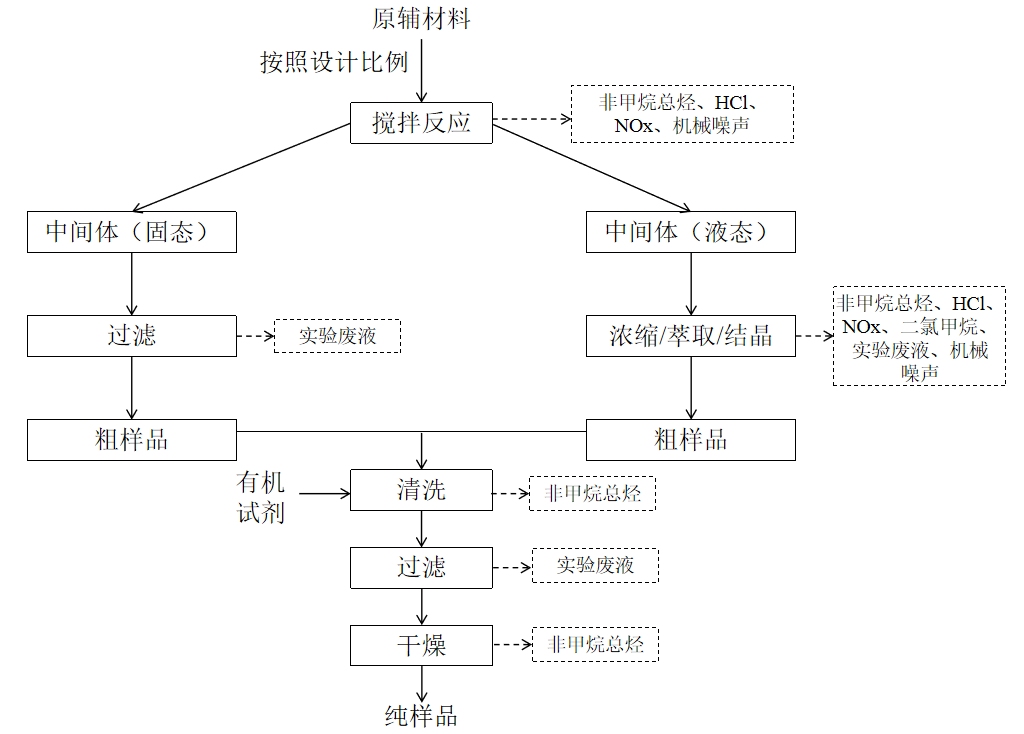 原辅材料
按照设计比例
搅拌反应
非甲烷总烃、HCl、
NOx、机械噪声
中间体（固态）
中间体（液态）
过滤
实验废液
浓缩/萃取/结晶
非甲烷总烃、HCl、
NOx、二氯甲烷、
实验废液、机械
噪声
粗样品
粗样品
有机
试剂
清洗
非甲烷总烃
过滤
实验废液
干燥
非甲烷总烃
纯样品